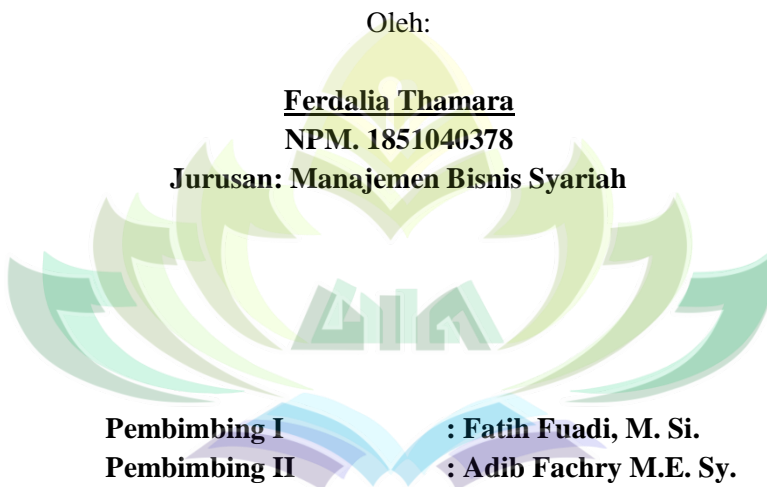 Oleh:
Ferdalia Thamara
NPM. 1851040378
Jurusan: Manajemen Bisnis Syariah
Pembimbing I : Fatih Fuadi, M. Si.
Pembimbing II : Adib Fachry M.E. Sy.